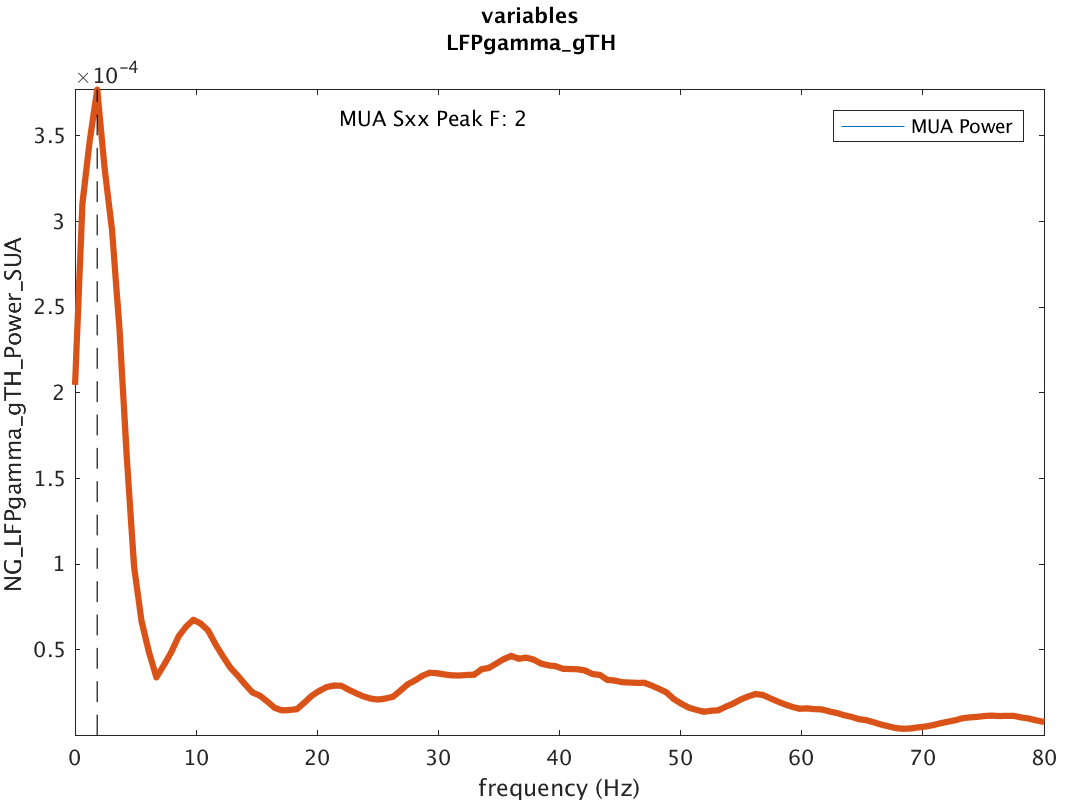 variables
LFPgamma_gTH
×10⁻⁴
MUA Sxx Peak F: 2
MUA Power
3.5
3
2.5
2
1.5
1
0.5
NG_LFPgamma_gTH_Power_SUA
0 10 20 30 40 50 60 70 80
frequency (Hz)